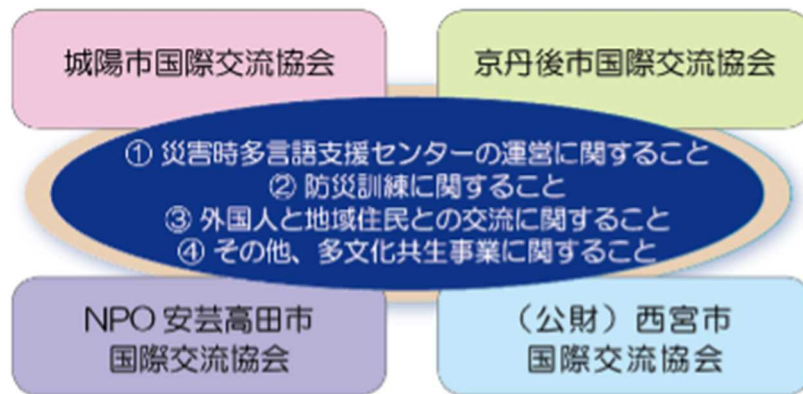 城陽市国際交流協会
京丹後市国際交流協会
① 災害時多言語支援センターの運営に関すること
② 防災訓練に関すること
③ 外国人と地域住民との交流に関すること
④ その他、多文化共生事業に関すること
NPO 安芸高田市
国際交流協会
（公財）西宮市
国際交流協会